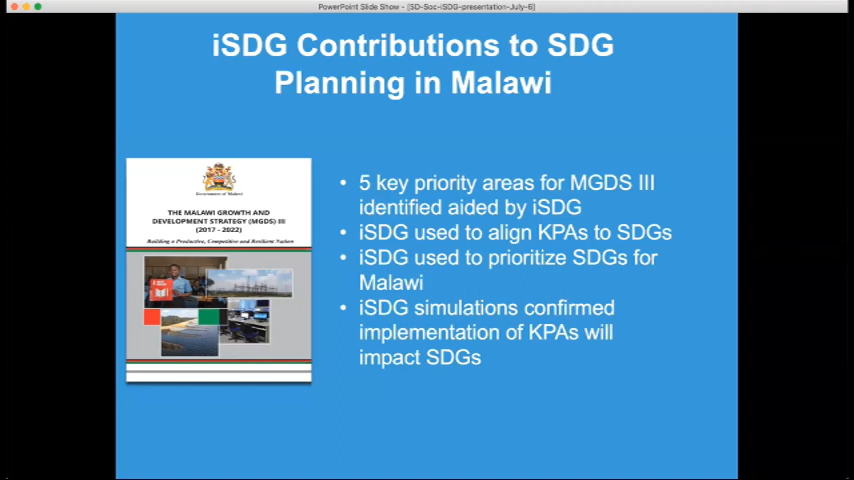 PowerPoint Slide Show - [SD-Soc-iSDG-presentation-July-6]
iSDG Contributions to SDG
Planning in Malawi
Government of Malawi
THE MALAWI GROWTH AND
DEVELOPMENT STRATEGY (MGDS) III
(2017 - 2022)
Building a Productive, Competitive and Resilient Nation
• 5 key priority areas for MGDS III
identified aided by iSDG
• iSDG used to align KPAs to SDGs
• iSDG used to prioritize SDGs for
Malawi
• iSDG simulations confirmed
implementation of KPAs will
impact SDGs